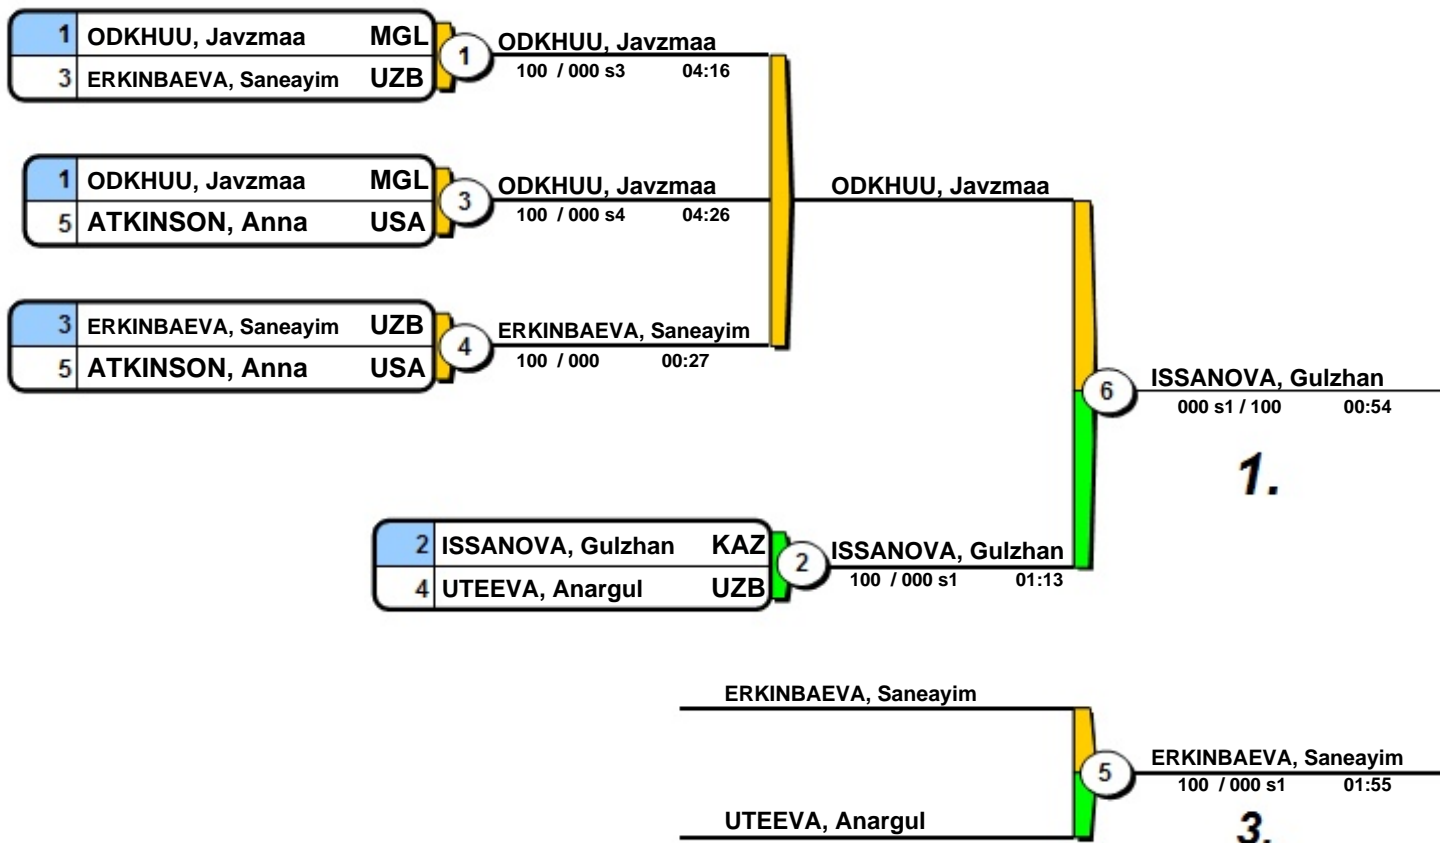 1 ODKHUU, Javzmaa MGL
3 ERKINBAEVA, Saneayim UZB
1
ODKHUU, Javzmaa
100 / 000 s3 04:16
1 ODKHUU, Javzmaa MGL
5 ATKINSON, Anna USA
3
ODKHUU, Javzmaa
100 / 000 s4 04:26
ODKHUU, Javzmaa
3 ERKINBAEVA, Saneayim UZB
5 ATKINSON, Anna USA
4
ERKINBAEVA, Saneayim
100 / 000 00:27
6
ISSANOVA, Gulzhan
000 s1 / 100 00:54
1.
2 ISSANOVA, Gulzhan KAZ
4 UTEEVA, Anargul UZB
2
ISSANOVA, Gulzhan
100 / 000 s1 01:13
ERKINBAEVA, Saneayim
UTEEVA, Anargul
5
ERKINBAEVA, Saneayim
100 / 000 s1 01:55
3.